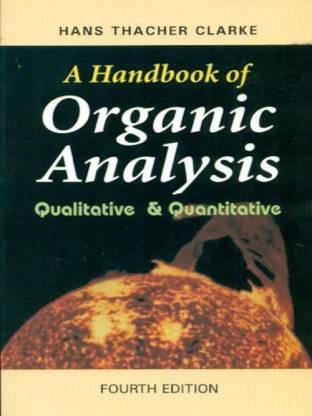 HANS THACHER CLARKE
A Handbook of
Organic
Analysis
Qualitative & Quantitative
FOURTH EDITION